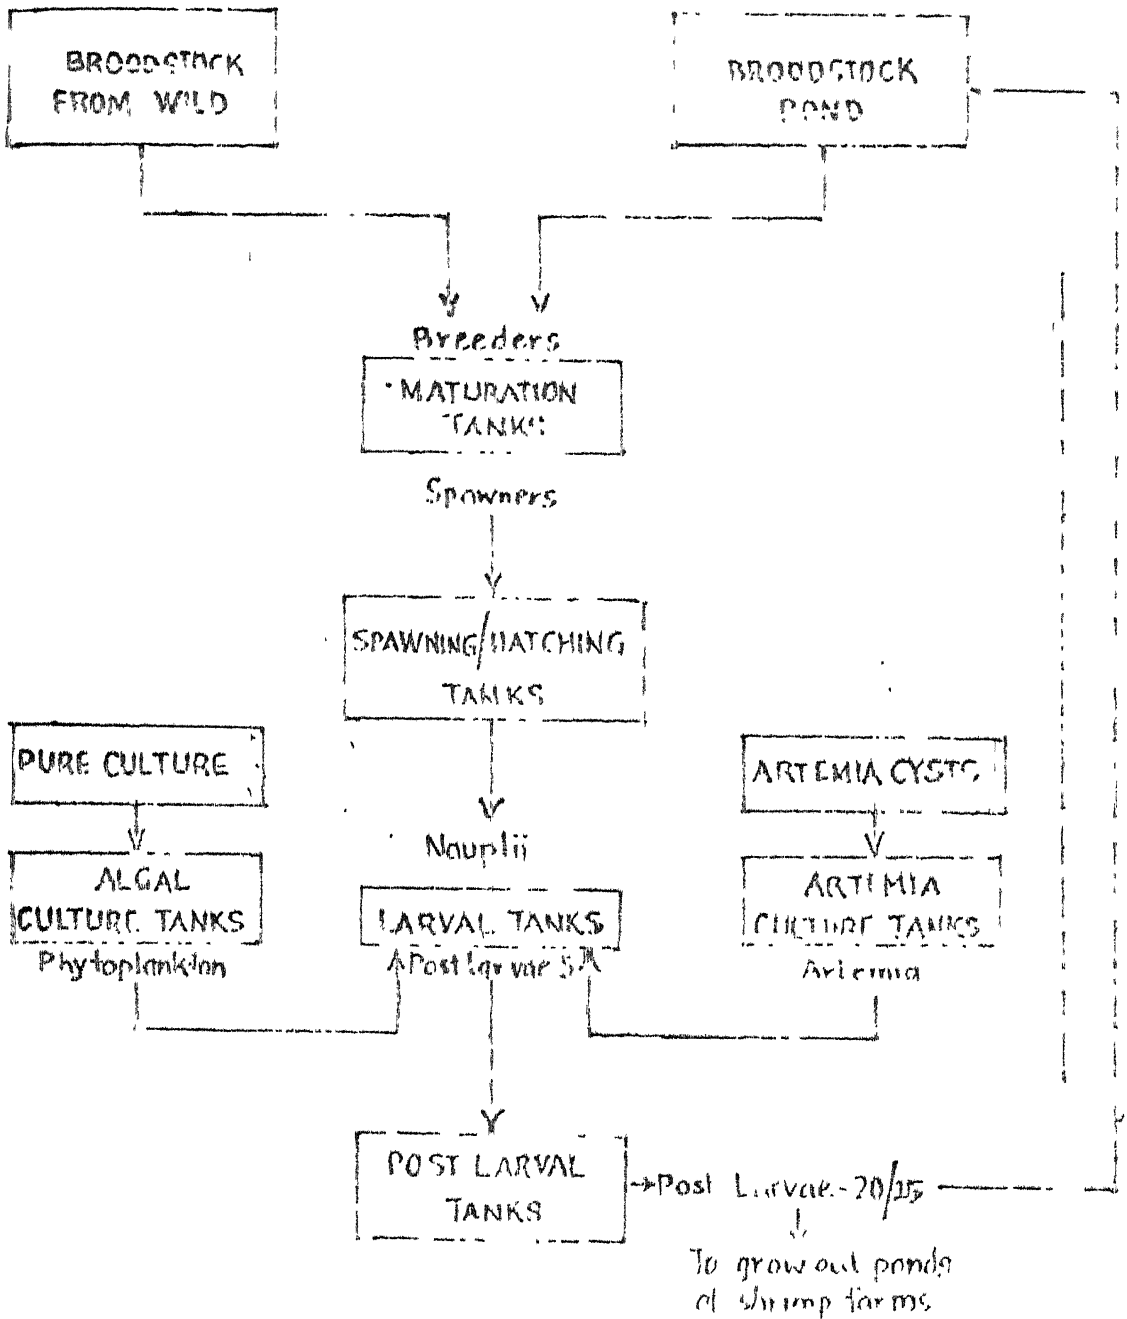 BROODSTOCK
FROM WILD
BROODSTOCK
POND
Breeders
MATURATION
TANKS
Spawners
SPAWNING/HATCHING
TANKS
PURE CULTURE
ARTEMIA CYSTS
Nauplii
ALGAL
CULTURE TANKS
LARVAL TANKS
ARTEMIA
CULTURE TANKS
Phytoplankton
Post larvae 5
Artemia
POST LARVAL
TANKS
Post Larvae-20/25
To grow out ponds
of shrimp farms